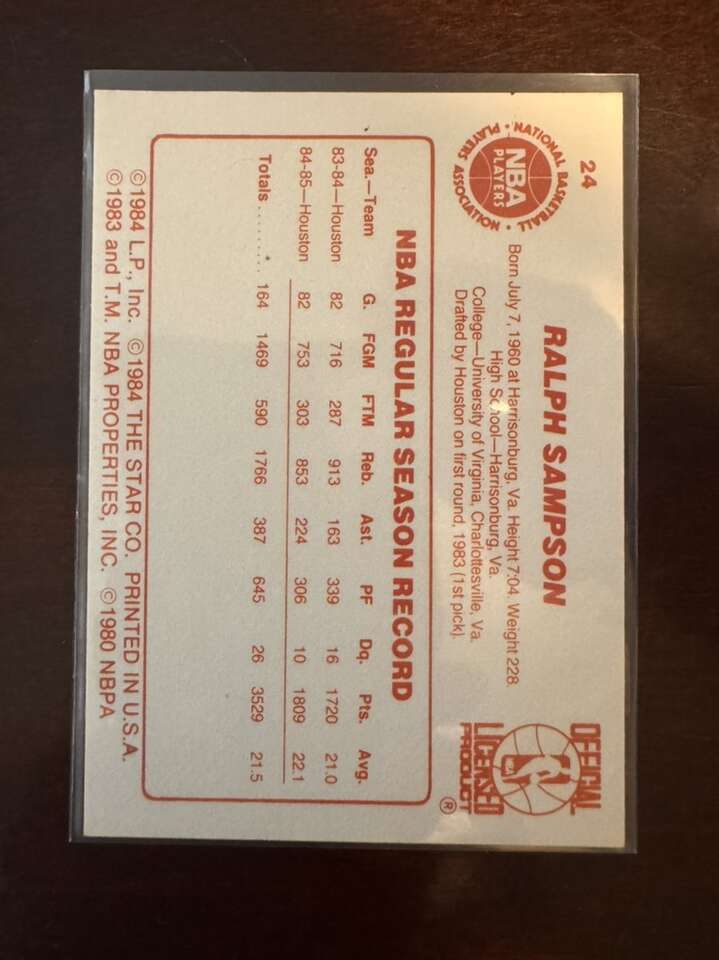 24
NATIONAL BASKETBALL
PLAYERS ASSOCIATION
NBA
PLAYERS
RALPH SAMPSON
Born July 7, 1960 at Harrisonburg, Va. Height 7:04. Weight 228.
High School—Harrisonburg, Va.
College—University of Virginia, Charlottesville, Va.
Drafted by Houston on first round, 1983 (1st pick).
OFFICIAL
LICENSED
PRODUCT
®
NBA REGULAR SEASON RECORD
Sea.—Team G. FGM FTM Reb. Ast. PF Dq. Pts. Avg.
83-84—Houston 82 716 287 913 163 339 16 1720 21.0
84-85—Houston 82 753 303 853 224 306 10 1809 22.1
Totals ......... 164 1469 590 1766 387 645 26 3529 21.5
©1984 L.P., Inc. ©1984 THE STAR CO. PRINTED IN U.S.A.
©1983 and T.M. NBA PROPERTIES, INC. ©1980 NBPA